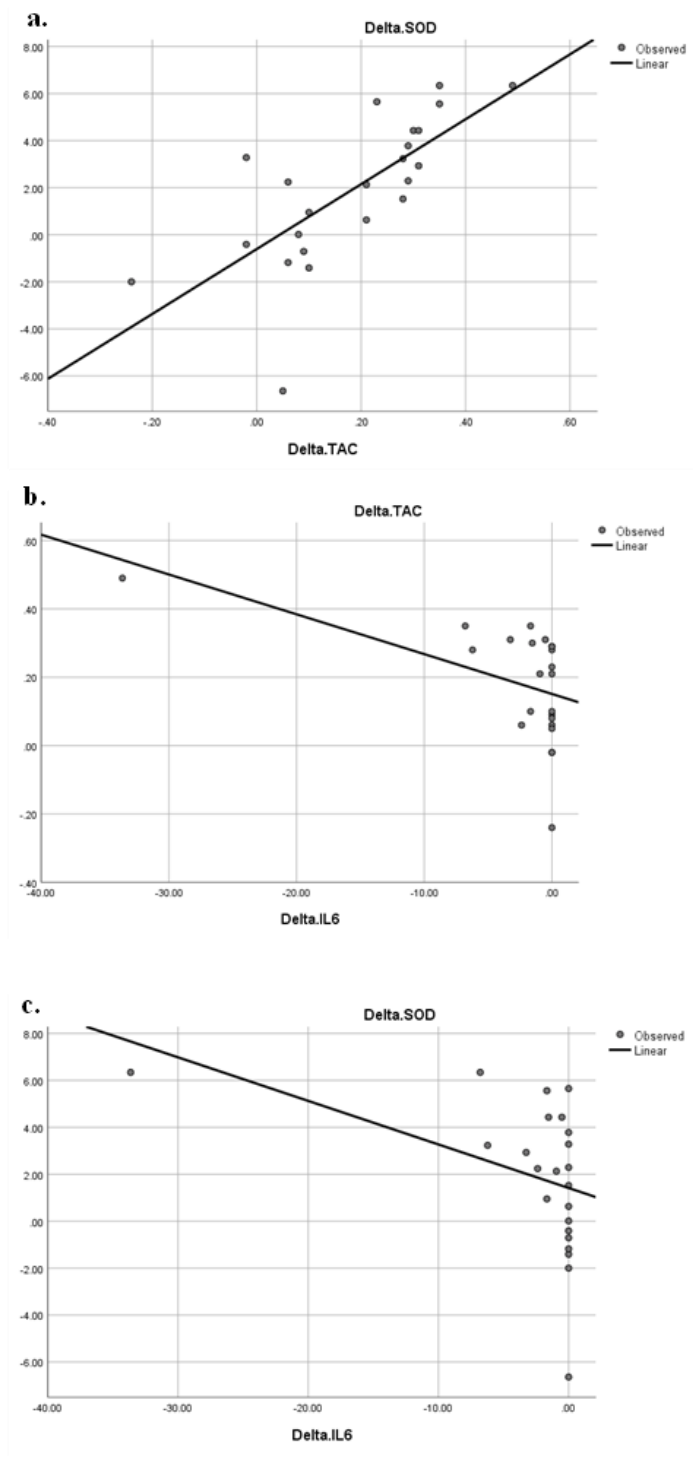 a.
Delta.SOD
8.00
6.00
4.00
2.00
.00
-2.00
-4.00
-6.00
-.40
-.20
.00
.20
.40
.60
Delta.TAC
Observed
Linear
b.
Delta.TAC
.60
.40
.20
.00
-.20
-.40
-40.00
-30.00
-20.00
-10.00
.00
Delta.IL6
Observed
Linear
c.
Delta.SOD
8.00
6.00
4.00
2.00
.00
-2.00
-4.00
-6.00
-40.00
-30.00
-20.00
-10.00
.00
Delta.IL6
Observed
Linear